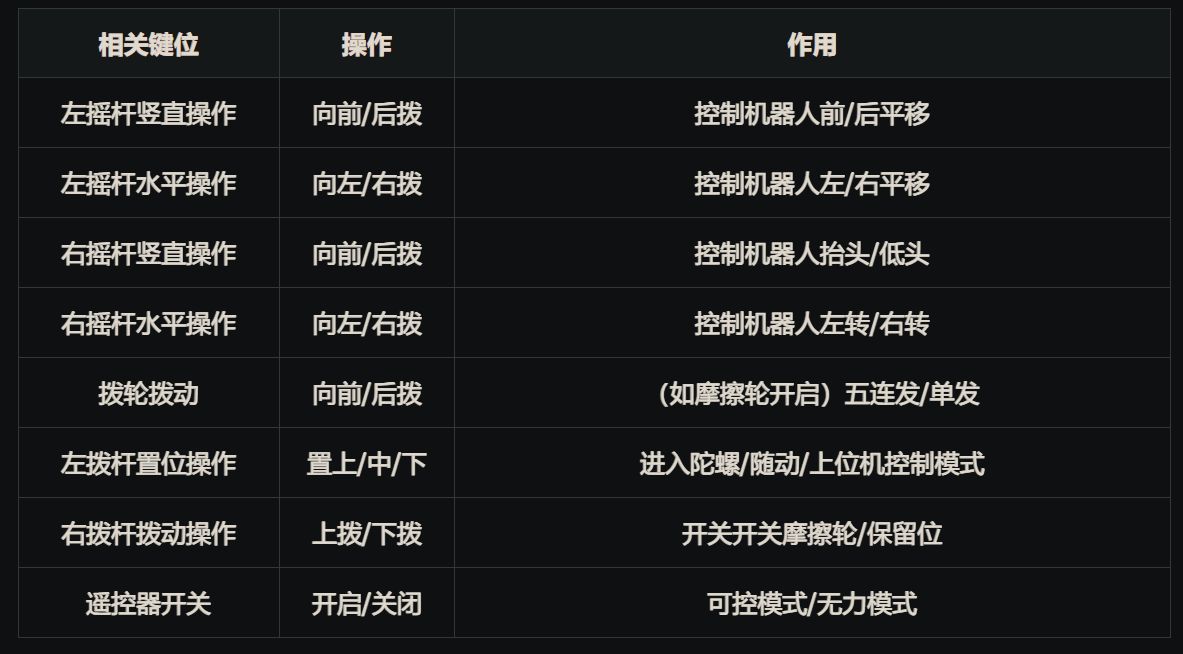 相关键位 操作 作用
左摇杆竖直操作 向前/后拨 控制机器人前/后平移
左摇杆水平操作 向左/右拨 控制机器人左/右平移
右摇杆竖直操作 向前/后拨 控制机器人抬头/低头
右摇杆水平操作 向左/右拨 控制机器人左转/右转
拨轮拨动 向前/后拨 （如摩擦轮开启）五连发/单发
左拨杆置位操作 置上/中/下 进入陀螺/随动/上位机控制模式
右拨杆拨动操作 上拨/下拨 开关开关摩擦轮/保留位
遥控器开关 开启/关闭 可控模式/无力模式